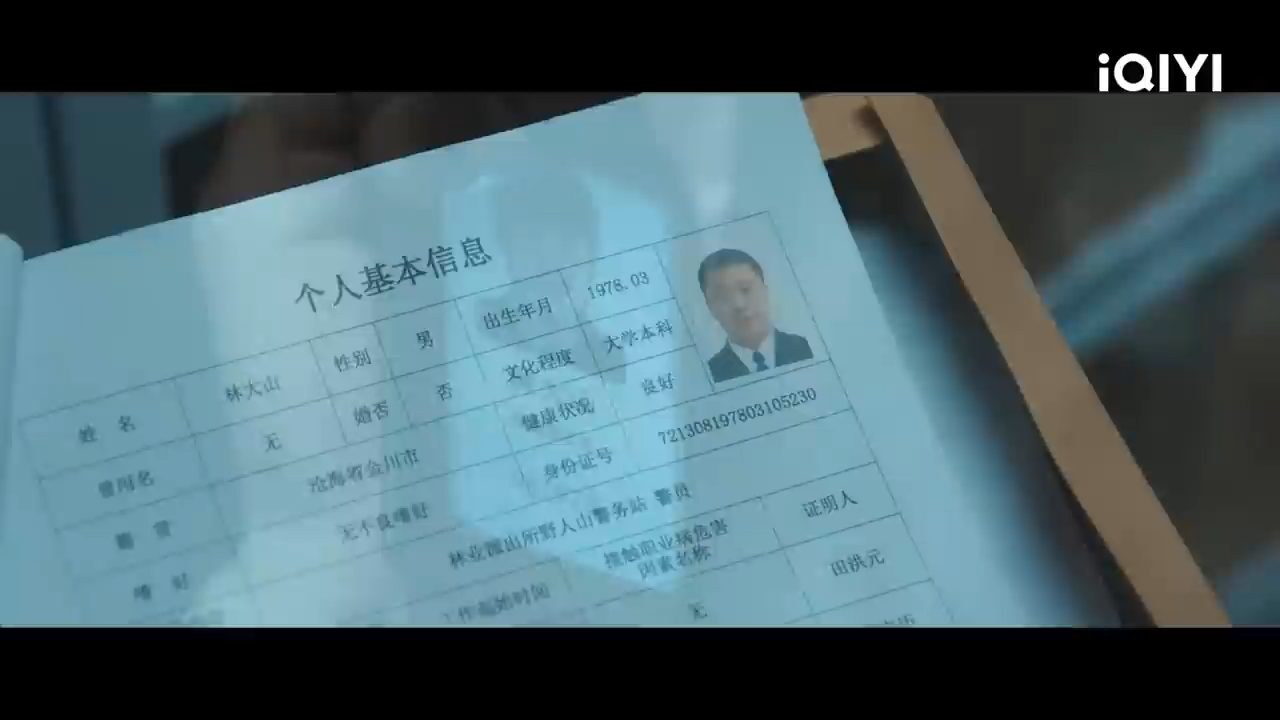 iQIYI
个人基本信息
姓 名 林大山 性别 男 出生年月 1978.03
曾用名 无 婚否 否 文化程度 大学本科
籍 贯 沧海省会川市 健康状况 良好
嗜 好 无不良嗜好 身份证号 721308197803105230
林业派出所野人山警务站 警员
工作起始时间 接触职业病危害因素名称 证明人
无 田洪元